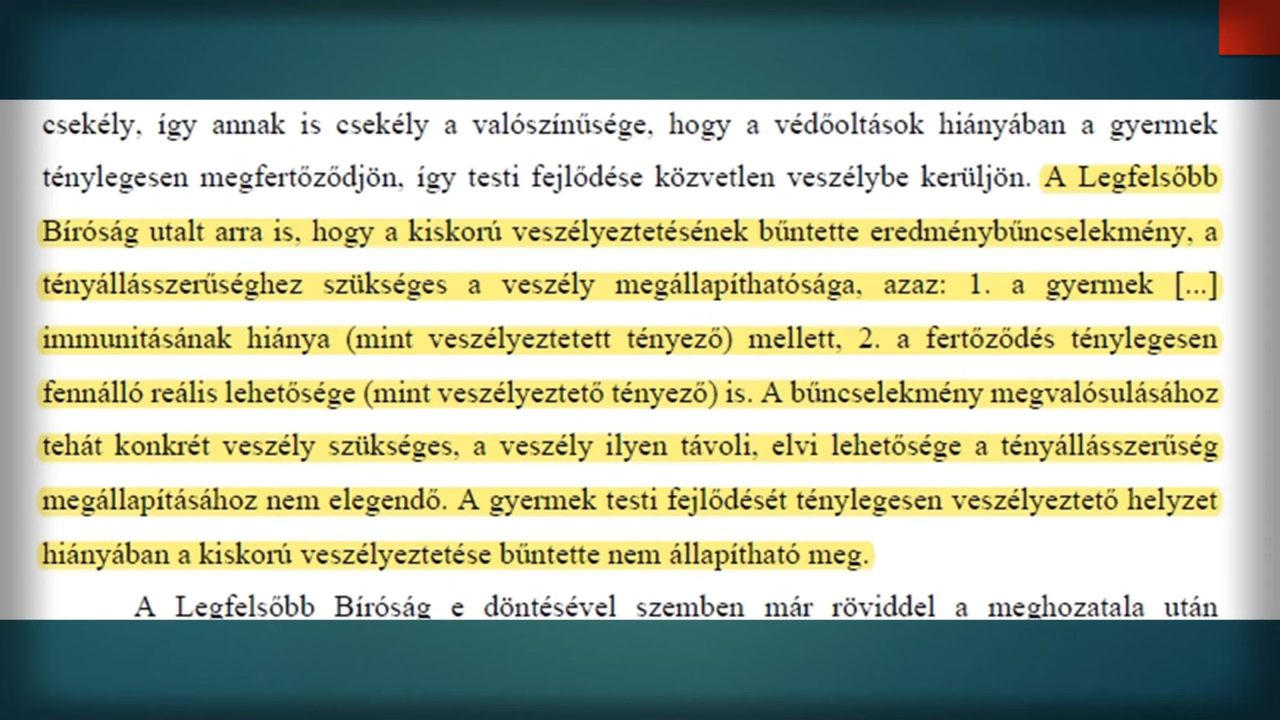 csekély, így annak is csekély a valószínűsége, hogy a védőoltások hiányában a gyermek
ténylegesen megfertőződjön, így testi fejlődése közvetlen veszélybe kerüljön. A Legfelsőbb
Bíróság utalt arra is, hogy a kiskorú veszélyeztetésének bűntette eredménybűncselekmény, a
tényállásszerűséghez szükséges a veszély megállapíthatósága, azaz: 1. a gyermek [...]
immunitásának hiánya (mint veszélyeztetett tényező) mellett, 2. a fertőződés ténylegesen
fennálló reális lehetősége (mint veszélyeztető tényező) is. A bűncselekmény megvalósulásához
tehát konkrét veszély szükséges, a veszély ilyen távoli, elvi lehetősége a tényállásszerűség
megállapításához nem elegendő. A gyermek testi fejlődését ténylegesen veszélyeztető helyzet
hiányában a kiskorú veszélyeztetése bűntette nem állapítható meg.
A Legfelsőbb Bíróság e döntésével szemben már röviddel a meghozatala után